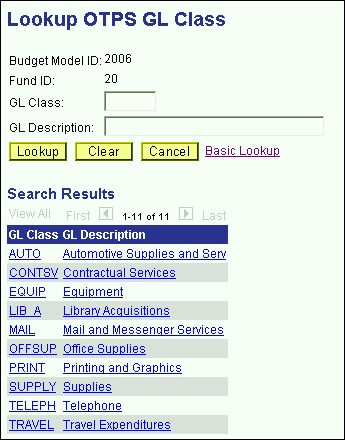 Lookup OTPS GL Class
Budget Model ID: 2006
Fund ID: 20
GL Class:
GL Description:
Lookup Clear Cancel Basic Lookup
Search Results
View All First 1-11 of 11 Last
GL Class GL Description
AUTO Automotive Supplies and Serv
CONTSV Contractual Services
EQUIP Equipment
LIB_A Library Acquisitions
MAIL Mail and Messenger Services
OFFSUP Office Supplies
PRINT Printing and Graphics
SUPPLY Supplies
TELEPH Telephone
TRAVEL Travel Expenditures